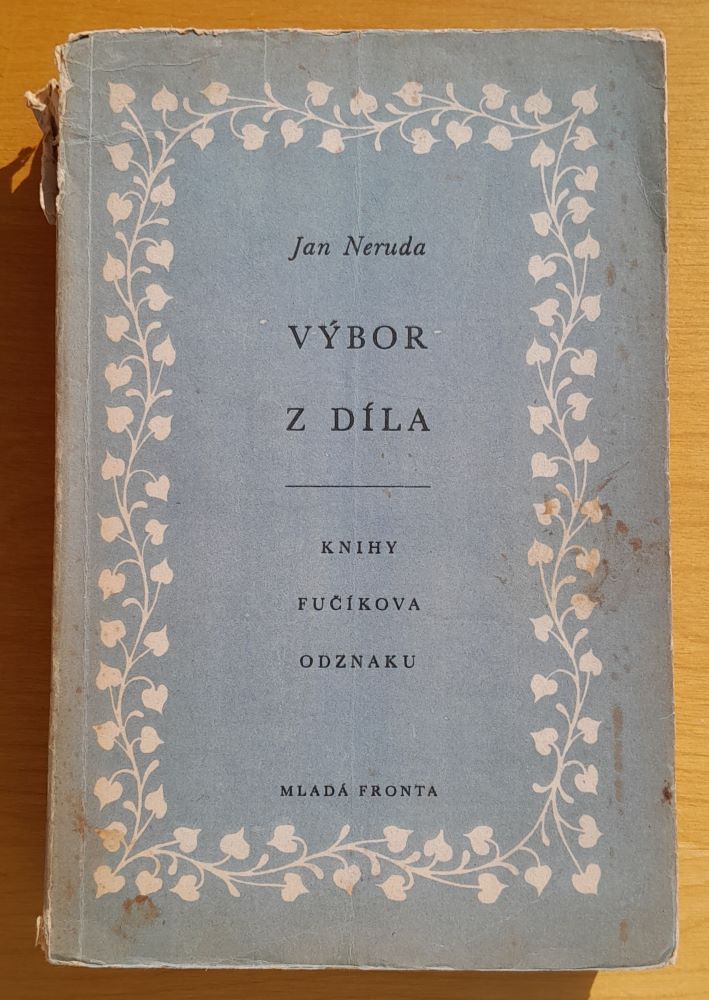 Jan Neruda
VÝBOR
Z DÍLA
KNIHY
FUČÍKOVA
ODZNAKU
MLADÁ FRONTA